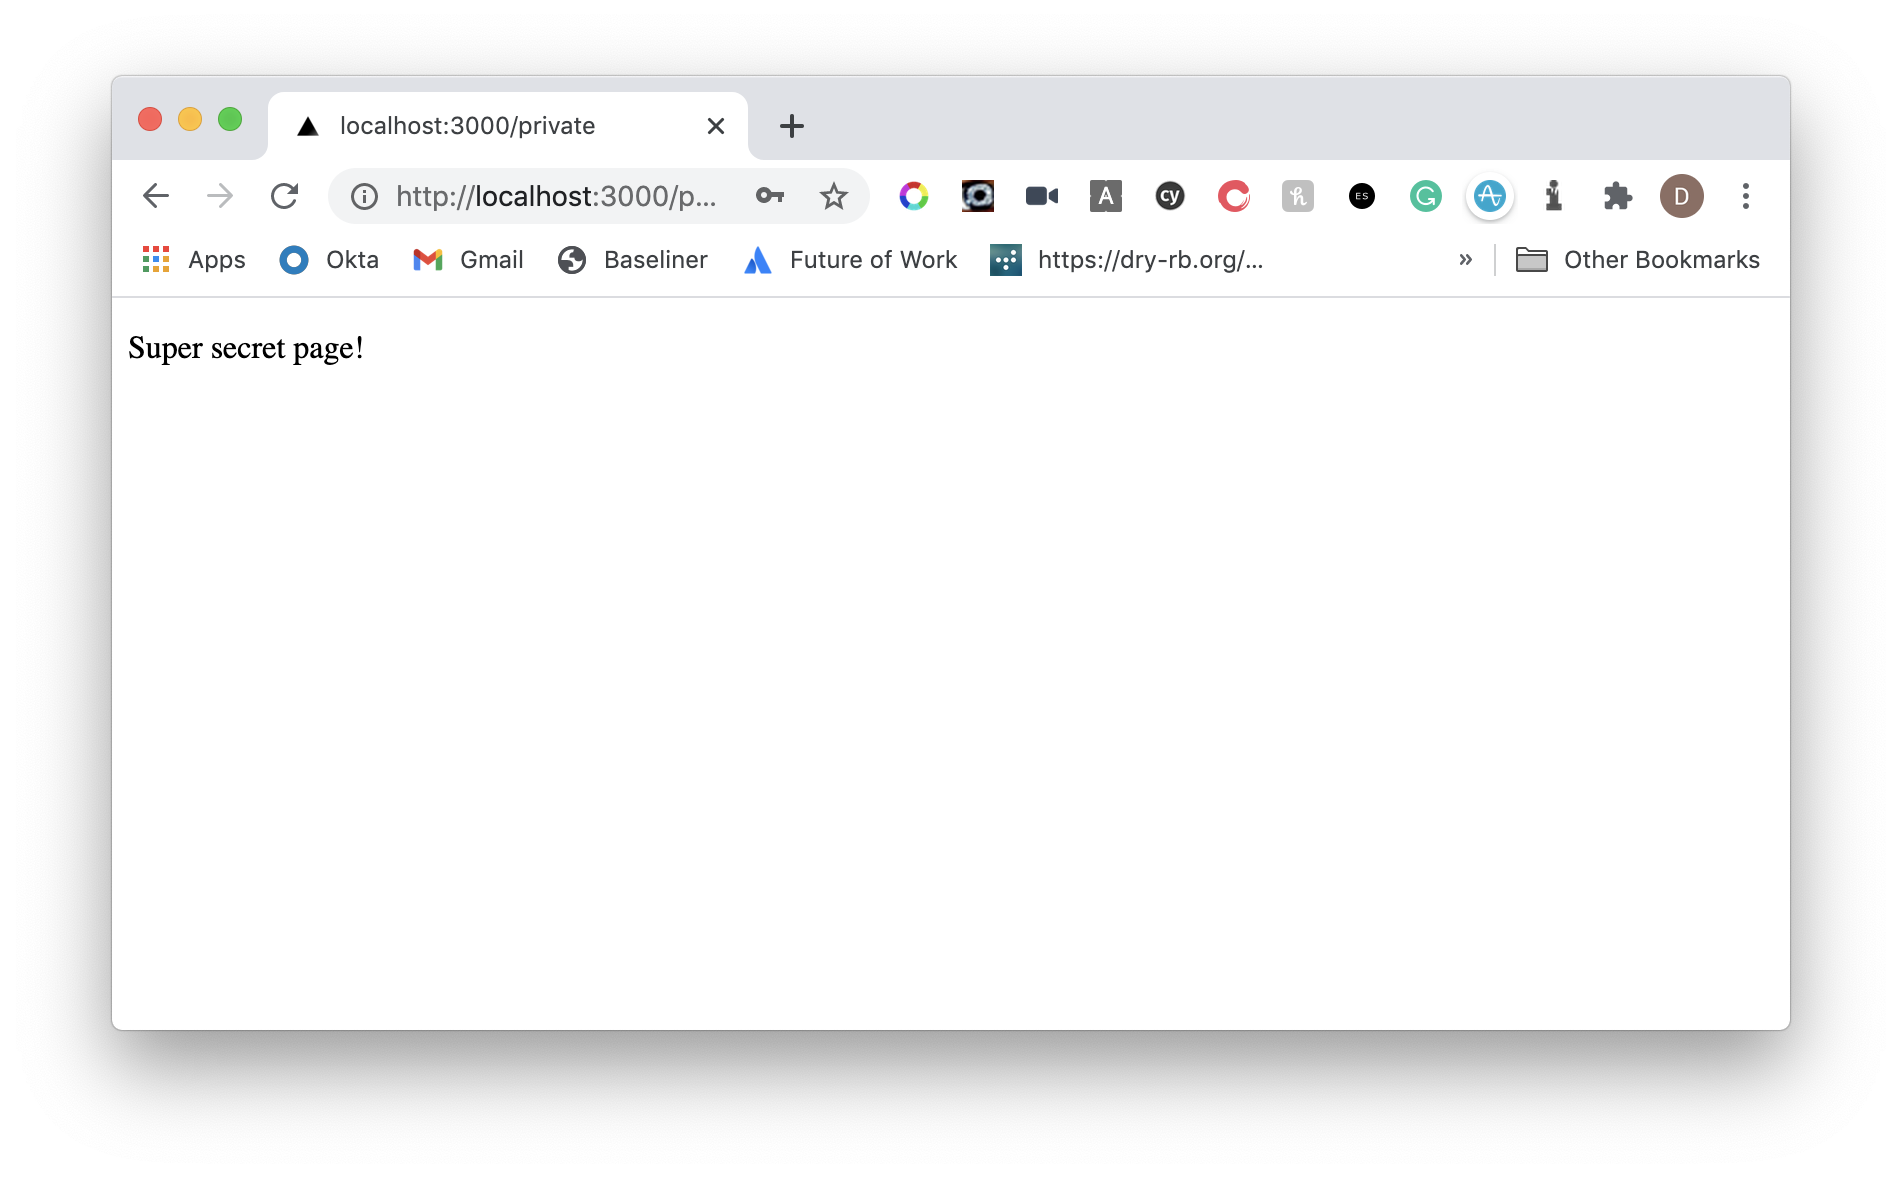 localhost:3000/private
http://localhost:3000/p... A cy ES G D
Apps Okta Gmail Baseliner Future of Work https://dry-rb.org/... » Other Bookmarks
Super secret page!